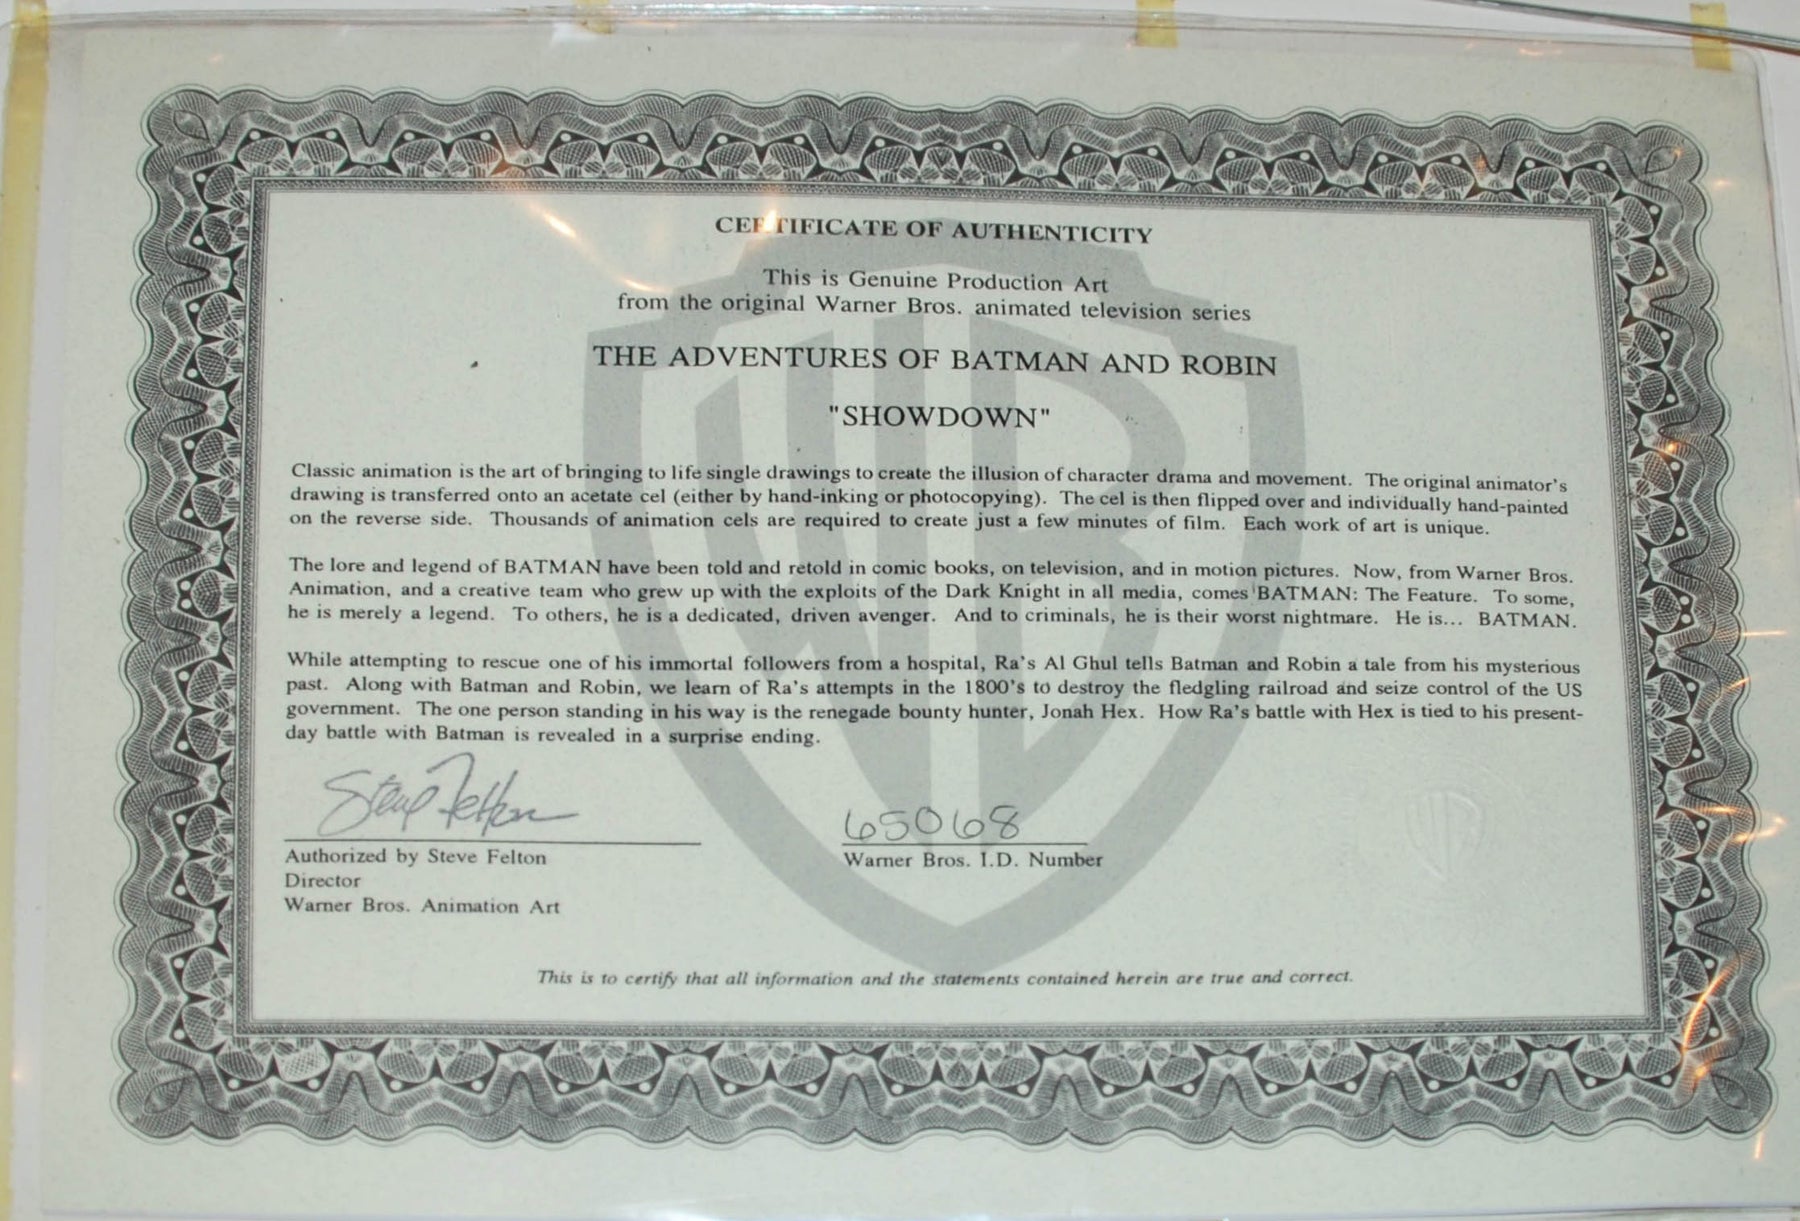 CERTIFICATE OF AUTHENTICITY
This is Genuine Production Art
from the original Warner Bros. animated television series
THE ADVENTURES OF BATMAN AND ROBIN
"SHOWDOWN"
Classic animation is the art of bringing to life single drawings to create the illusion of character drama and movement. The original animator's
drawing is transferred onto an acetate cel (either by hand-inking or photocopying). The cel is then flipped over and individually hand-painted
on the reverse side. Thousands of animation cels are required to create just a few minutes of film. Each work of art is unique.
The lore and legend of BATMAN have been told and retold in comic books, on television, and in motion pictures. Now, from Warner Bros.
Animation, and a creative team who grew up with the exploits of the Dark Knight in all media, comes BATMAN: The Feature. To some,
he is merely a legend. To others, he is a dedicated, driven avenger. And to criminals, he is their worst nightmare. He is... BATMAN.
While attempting to rescue one of his immortal followers from a hospital, Ra's Al Ghul tells Batman and Robin a tale from his mysterious
past. Along with Batman and Robin, we learn of Ra's attempts in the 1800's to destroy the fledgling railroad and seize control of the US
government. The one person standing in his way is the renegade bounty hunter, Jonah Hex. How Ra's battle with Hex is tied to his present-
day battle with Batman is revealed in a surprise ending.
Steve Felton
65068
Authorized by Steve Felton
Warner Bros. I.D. Number
Director
Warner Bros. Animation Art
This is to certify that all information and the statements contained herein are true and correct.
WB
WB